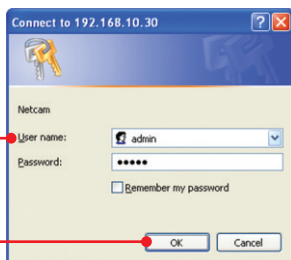 Connect to 192.168.10.30
Netcam
User name:
admin
Password:
•••••
Remember my password
OK
Cancel